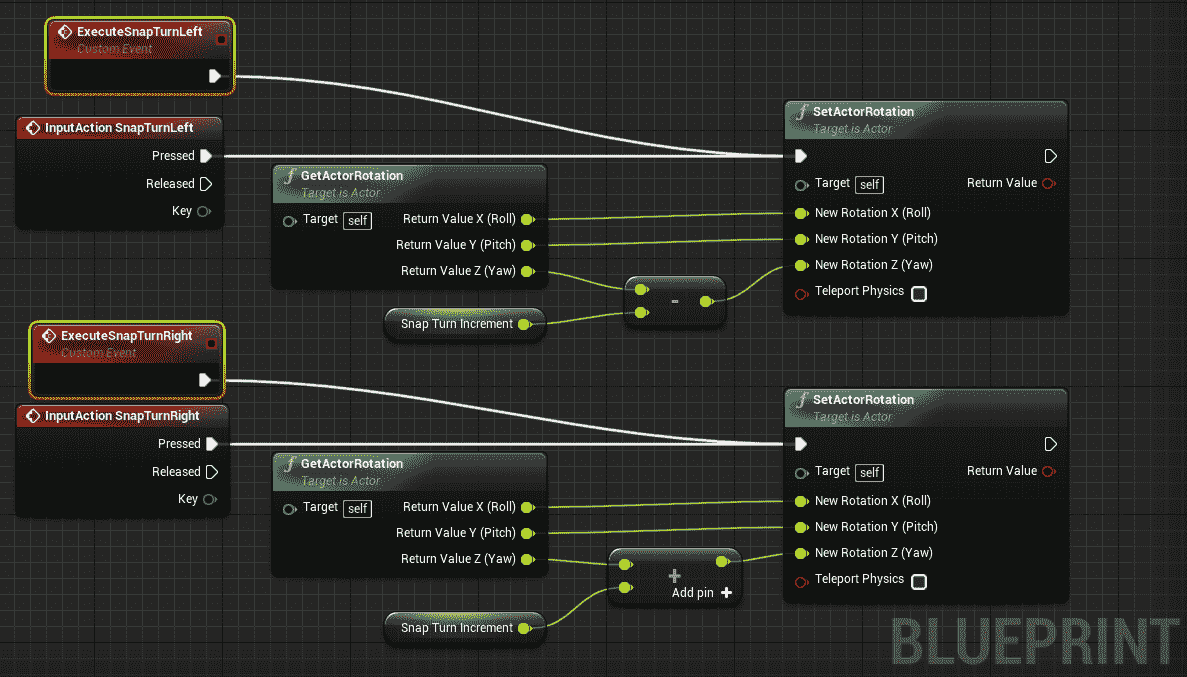 ExecuteSnapTurnLeft
Custom Event
InputAction SnapTurnLeft
Pressed
Released
Key
f GetActorRotation
Target is Actor
Target self Return Value X (Roll)
Return Value Y (Pitch)
Return Value Z (Yaw)
Snap Turn Increment
-
f SetActorRotation
Target is Actor
Target self Return Value
New Rotation X (Roll)
New Rotation Y (Pitch)
New Rotation Z (Yaw)
Teleport Physics
ExecuteSnapTurnRight
Custom Event
InputAction SnapTurnRight
Pressed
Released
Key
f GetActorRotation
Target is Actor
Target self Return Value X (Roll)
Return Value Y (Pitch)
Return Value Z (Yaw)
Snap Turn Increment
+
Add pin +
f SetActorRotation
Target is Actor
Target self Return Value
New Rotation X (Roll)
New Rotation Y (Pitch)
New Rotation Z (Yaw)
Teleport Physics
BLUEPRINT